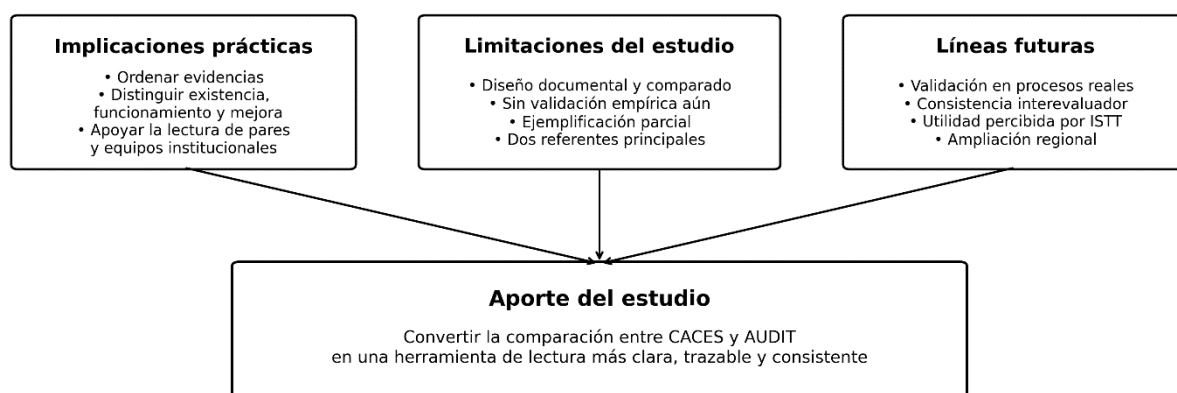 Implicaciones prácticas
• Ordenar evidencias
• Distinguir existencia,
funcionamiento y mejora
• Apoyar la lectura de pares
y equipos institucionales
Limitaciones del estudio
• Diseño documental y comparado
• Sin validación empírica aún
• Ejemplificación parcial
• Dos referentes principales
Líneas futuras
• Validación en procesos reales
• Consistencia interevaluador
• Utilidad percibida por ISTT
• Ampliación regional
Aporte del estudio
Convertir la comparación entre CACES y AUDIT
en una herramienta de lectura más clara, trazable y consistente